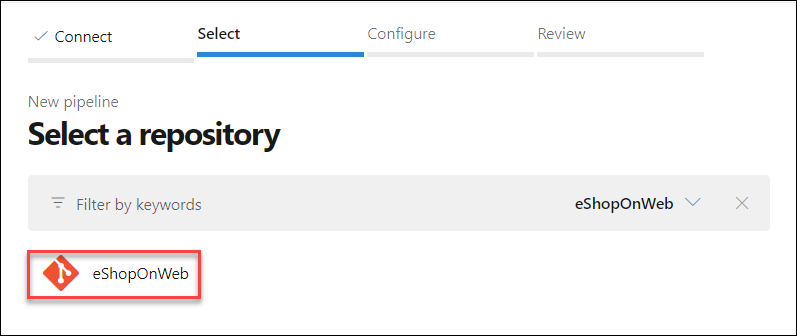 Connect Select Configure Review
New pipeline
Select a repository
Filter by keywords eShopOnWeb
eShopOnWeb